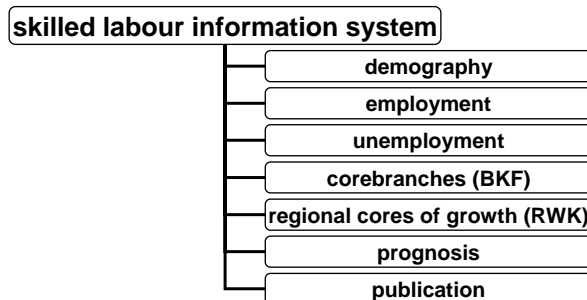 skilled labour information system
demography
employment
unemployment
corebranches (BKF)
regional cores of growth (RWK)
prognosis
publication